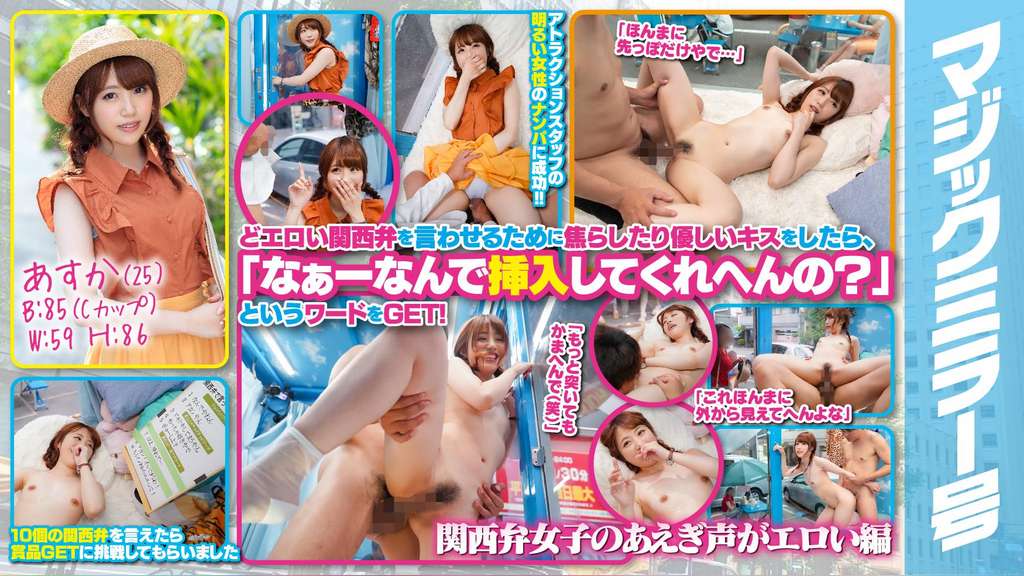 マジックミラー号
アトラクションスタッフの
明るい女性のナンパに成功!!
「ほんまに
先っぽだけやで…」
あすか(25)
B:85(Cカップ)
W:59 H:86
どエロい関西弁を言わせるために焦らしたり優しいキスをしたら、
「なぁーなんで挿入してくれへんの?」
というワードをGET!
「もっと突いても
かまへんで(笑)」
「これほんまに
外から見えてへんよな」
10個の関西弁を言えたら
賞品GETに挑戦してもらいました
関西弁女子のあえぎ声がエロい編